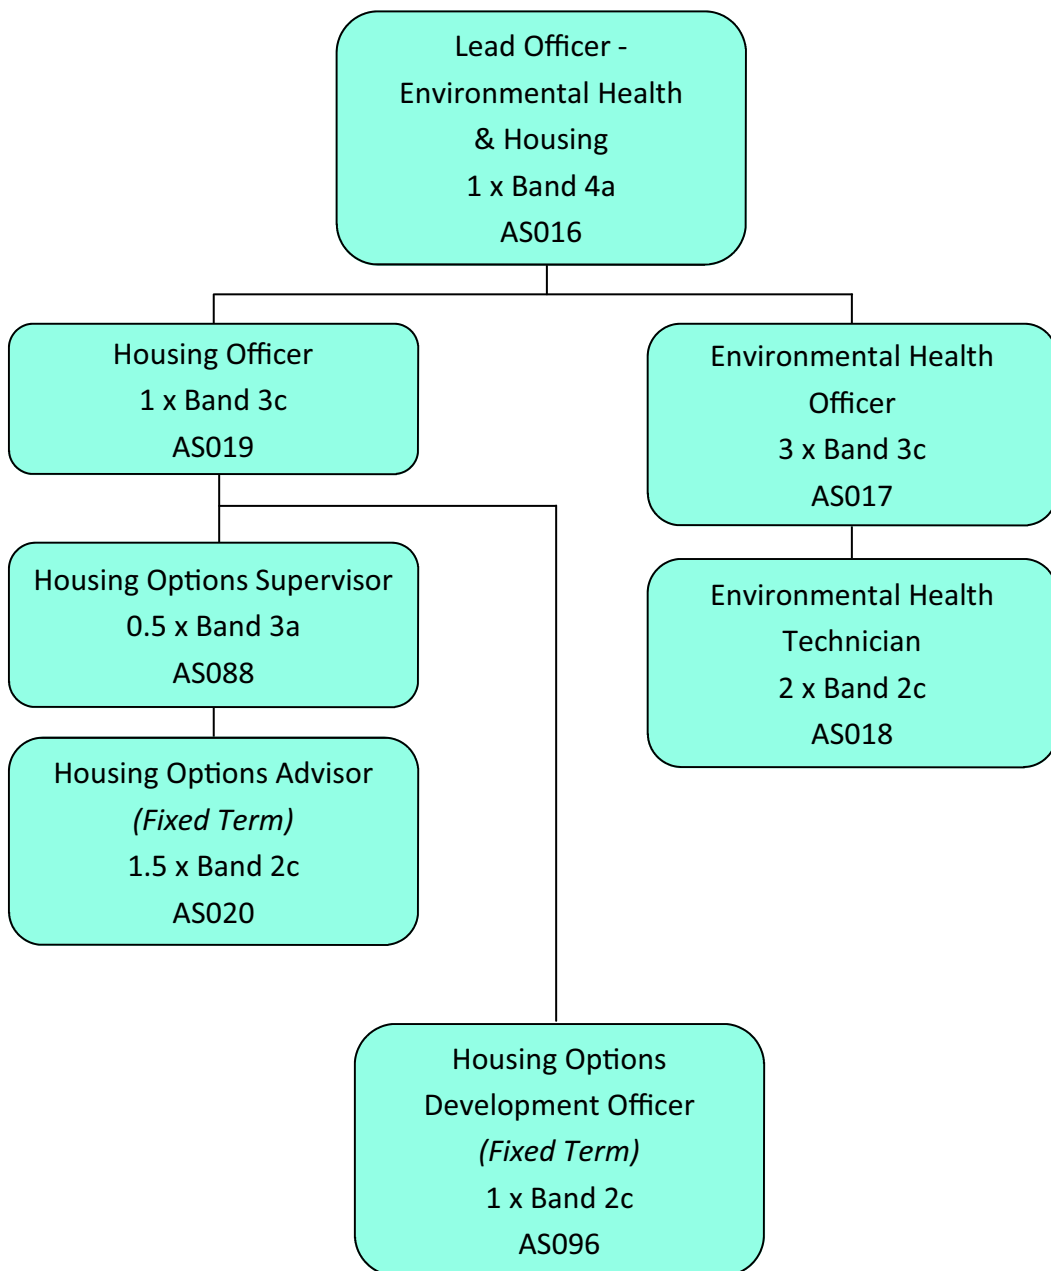 Lead Officer -
Environmental Health
& Housing
1 x Band 4a
AS016
Housing Officer
1 x Band 3c
AS019
Environmental Health
Officer
3 x Band 3c
AS017
Housing Options Supervisor
0.5 x Band 3a
AS088
Environmental Health
Technician
2 x Band 2c
AS018
Housing Options Advisor
(Fixed Term)
1.5 x Band 2c
AS020
Housing Options
Development Officer
(Fixed Term)
1 x Band 2c
AS096